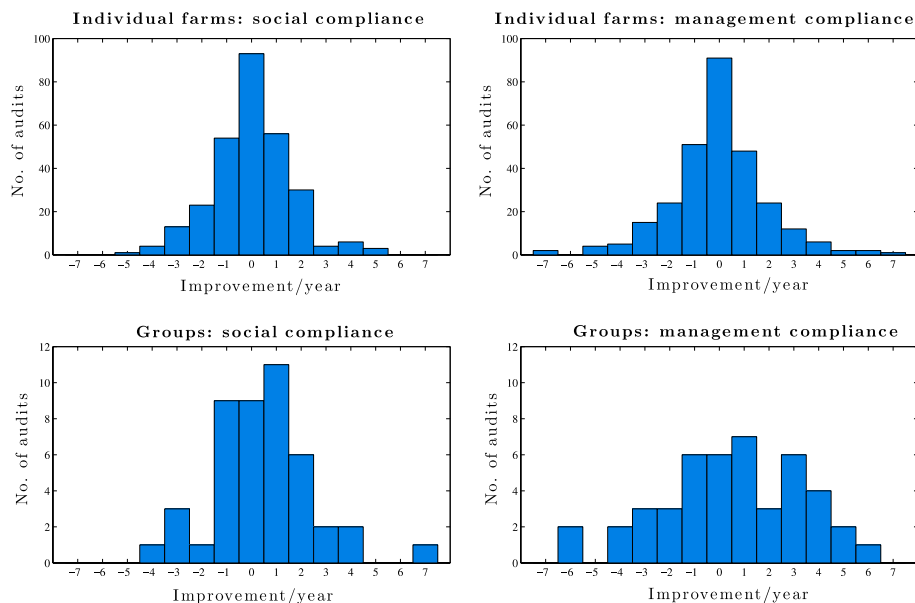 Individual farms: social compliance
100
80
60
40
20
0
No. of audits
−7 −6 −5 −4 −3 −2 −1 0 1 2 3 4 5 6 7
Improvement/year
Individual farms: management compliance
100
80
60
40
20
0
No. of audits
−7 −6 −5 −4 −3 −2 −1 0 1 2 3 4 5 6 7
Improvement/year
Groups: social compliance
12
10
8
6
4
2
0
No. of audits
−7 −6 −5 −4 −3 −2 −1 0 1 2 3 4 5 6 7
Improvement/year
Groups: management compliance
12
10
8
6
4
2
0
No. of audits
−7 −6 −5 −4 −3 −2 −1 0 1 2 3 4 5 6 7
Improvement/year